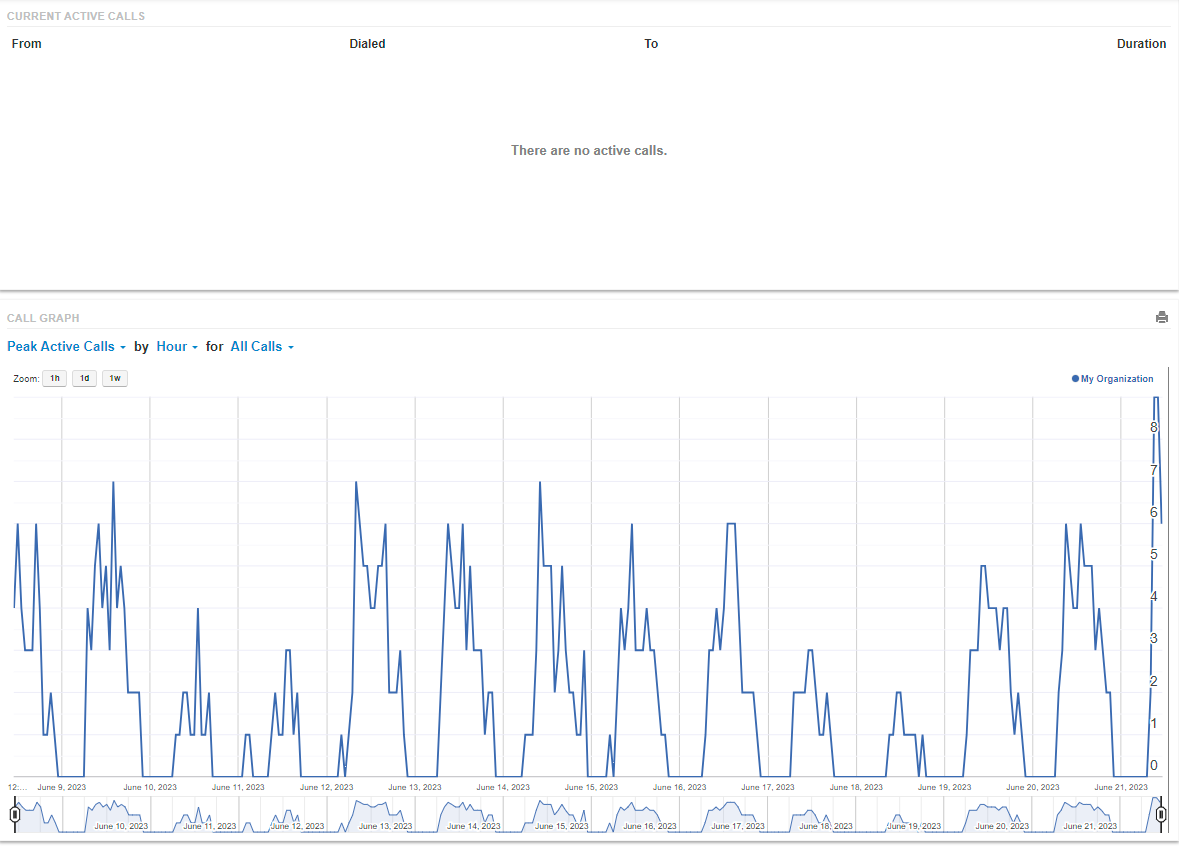 CURRENT ACTIVE CALLS
From Dialed To Duration
There are no active calls.
CALL GRAPH
Peak Active Calls by Hour for All Calls
Zoom: 1h 1d 1w
My Organization
8
7
6
5
4
3
2
1
0
12:... June 9, 2023 June 10, 2023 June 11, 2023 June 12, 2023 June 13, 2023 June 14, 2023 June 15, 2023 June 16, 2023 June 17, 2023 June 18, 2023 June 19, 2023 June 20, 2023 June 21, 2023
June 10, 2023 June 11, 2023 June 12, 2023 June 13, 2023 June 14, 2023 June 15, 2023 June 16, 2023 June 17, 2023 June 18, 2023 June 19, 2023 June 20, 2023 June 21, 2023